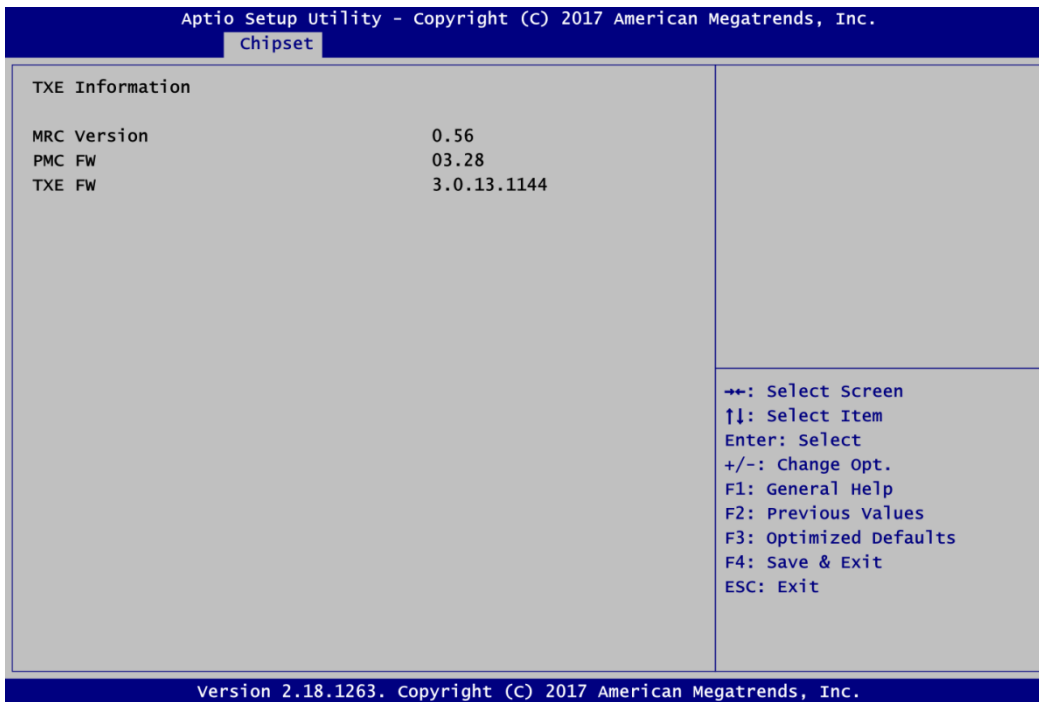 Aptio Setup Utility - Copyright (C) 2017 American Megatrends, Inc.
Chipset
TXE Information
MRC Version 0.56
PMC FW 03.28
TXE FW 3.0.13.1144
→←: Select Screen
↑↓: Select Item
Enter: Select
+/-: Change Opt.
F1: General Help
F2: Previous Values
F3: Optimized Defaults
F4: Save & Exit
ESC: Exit
Version 2.18.1263. Copyright (C) 2017 American Megatrends, Inc.